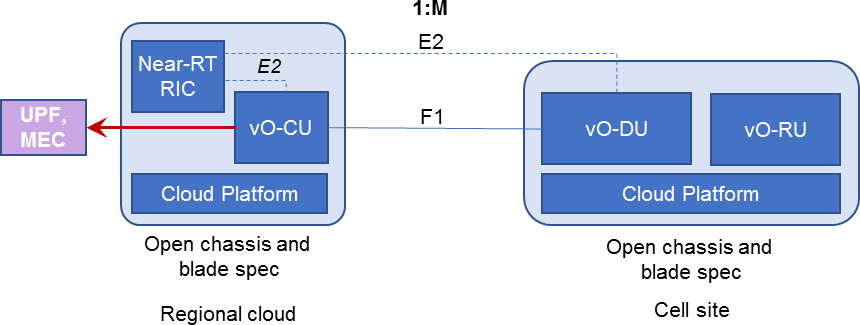 1:M
E2
Near-RT
RIC
E2
UPF,
MEC
vO-CU
F1
vO-DU
vO-RU
Cloud Platform
Cloud Platform
Open chassis and
blade spec
Open chassis and
blade spec
Regional cloud
Cell site